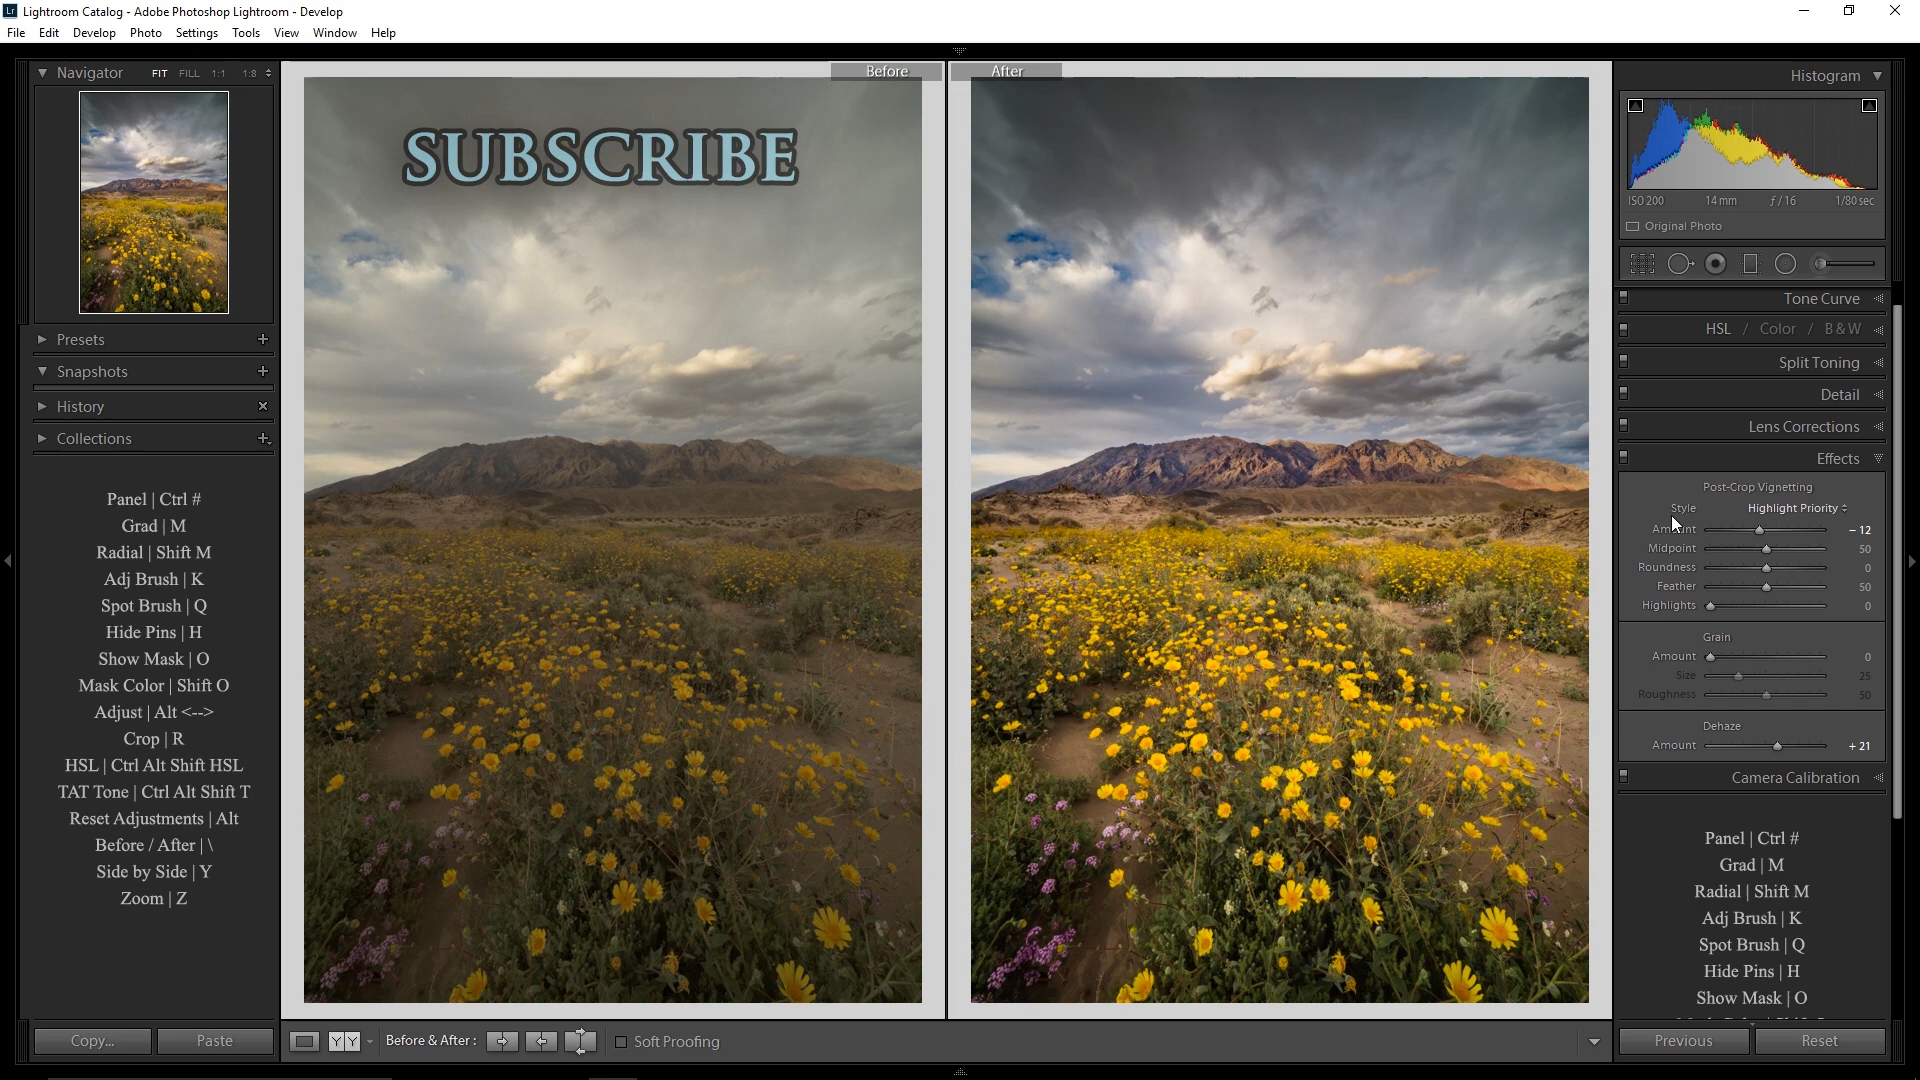 Lightroom Catalog - Adobe Photoshop Lightroom - Develop
File Edit Develop Photo Settings Tools View Window Help
Navigator FIT FILL 1:1 1:8
Presets
Snapshots
History
Collections
Panel | Ctrl #
Grad | M
Radial | Shift M
Adj Brush | K
Spot Brush | Q
Hide Pins | H
Show Mask | O
Mask Color | Shift O
Adjust | Alt <-->
Crop | R
HSL | Ctrl Alt Shift HSL
TAT Tone | Ctrl Alt Shift T
Reset Adjustments | Alt
Before / After | \
Side by Side | Y
Zoom | Z
Copy... Paste
Before After
SUBSCRIBE
YY Before & After : Soft Proofing
Histogram
ISO 200 14 mm f / 16 1/80 sec
Original Photo
Tone Curve
HSL / Color / B & W
Split Toning
Detail
Lens Corrections
Effects
Post-Crop Vignetting
Style Highlight Priority
Amount - 12
Midpoint 50
Roundness 0
Feather 50
Highlights 0
Grain
Amount 0
Size 25
Roughness 50
Dehaze
Amount + 21
Camera Calibration
Panel | Ctrl #
Grad | M
Radial | Shift M
Adj Brush | K
Spot Brush | Q
Hide Pins | H
Show Mask | O
Previous Reset